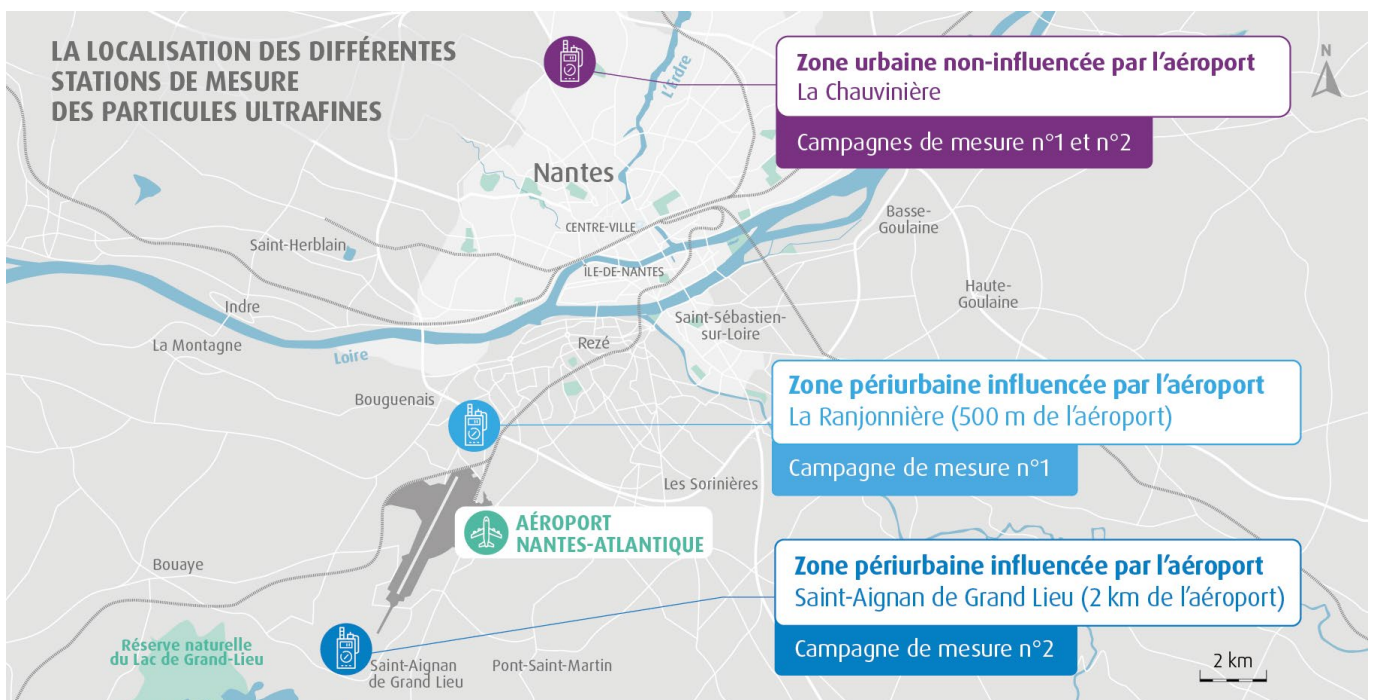 LA LOCALISATION DES DIFFÉRENTES
STATIONS DE MESURE
DES PARTICULES ULTRAFINES
L'Erdre
Zone urbaine non-influencée par l'aéroport
La Chauvinière
Campagnes de mesure n°1 et n°2
N
Nantes
CENTRE-VILLE
Basse-
Goulaine
Saint-Herblain
ÎLE-DE-NANTES
Haute-
Goulaine
Indre
Saint-Sébastien-
sur-Loire
La Montagne
Loire
Rezé
Bouguenais
Zone périurbaine influencée par l'aéroport
La Ranjonnière (500 m de l'aéroport)
Campagne de mesure n°1
Les Sorinières
AÉROPORT
NANTES-ATLANTIQUE
Bouaye
Zone périurbaine influencée par l'aéroport
Saint-Aignan de Grand Lieu (2 km de l'aéroport)
Campagne de mesure n°2
Réserve naturelle
du Lac de Grand-Lieu
Saint-Aignan
de Grand Lieu
Pont-Saint-Martin
2 km